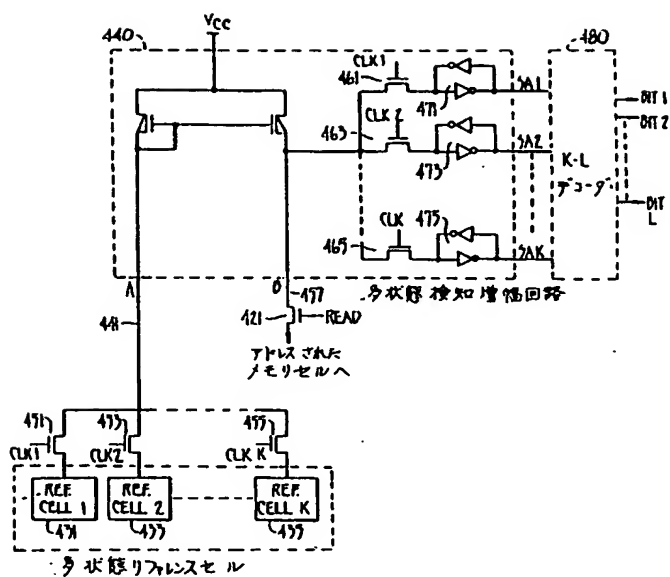 440
VCC
480
CLK1
461
471
SA1
BIT 1
BIT 2
CLK 2
463
473
SA2
K-L
デコーダ
BIT
L
CLK
465
475
SAK
A
457
多状態検知増幅回路
421
READ
441
アドレスされた
メモリセルへ
451
453
455
CLK1
CLK2
CLK K
REF.
CELL 1
REF.
CELL 2
REF.
CELL K
431
433
435
多状態リファレンスセル